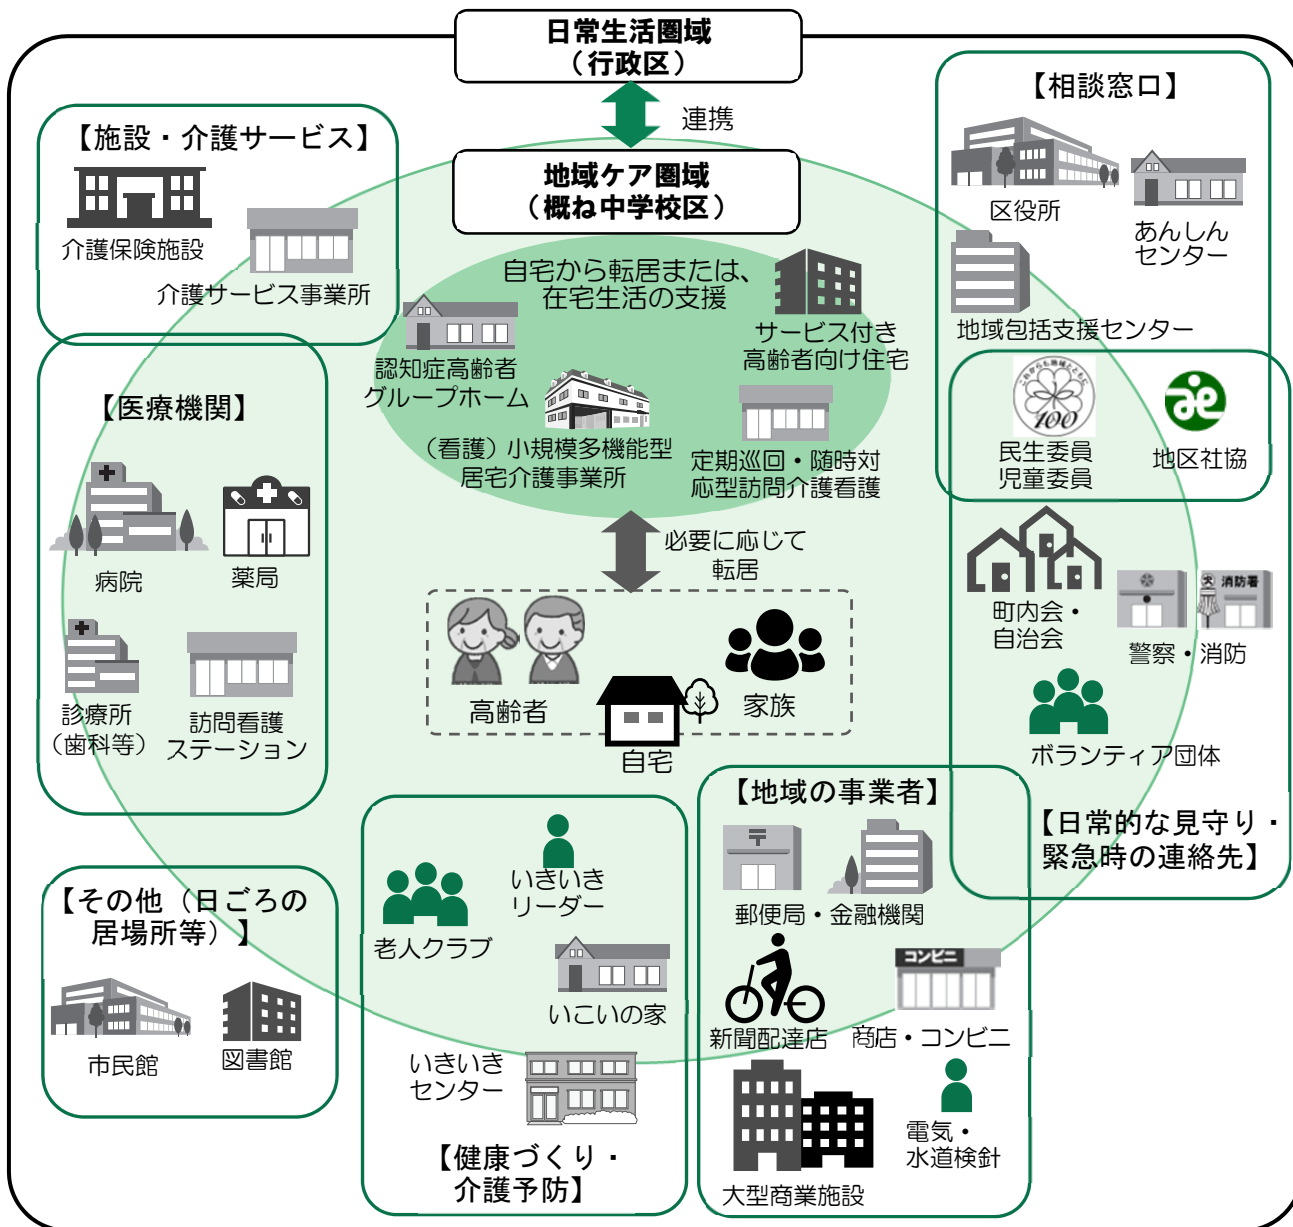 日常生活圏域
（行政区）
連携
地域ケア圏域
（概ね中学校区）
【施設・介護サービス】
介護保険施設
介護サービス事業所
【相談窓口】
区役所
あんしん
センター
地域包括支援センター
自宅から転居または、
在宅生活の支援
認知症高齢者
グループホーム
サービス付き
高齢者向け住宅
（看護）小規模多機能型
居宅介護事業所
定期巡回・随時対
応型訪問介護看護
【医療機関】
病院
薬局
診療所
（歯科等）
訪問看護
ステーション
これからも地域とともに
100
民生委員
児童委員
地区社協
必要に応じて
転居
高齢者
家族
自宅
町内会・
自治会
消防署
警察・消防
ボランティア団体
【日常的な見守り・
緊急時の連絡先】
【その他（日ごろの
居場所等）】
市民館
図書館
いきいき
リーダー
老人クラブ
いこいの家
いきいき
センター
【健康づくり・
介護予防】
【地域の事業者】
〒
郵便局・金融機関
コンビニ
新聞配達店
商店・コンビニ
大型商業施設
電気・
水道検針